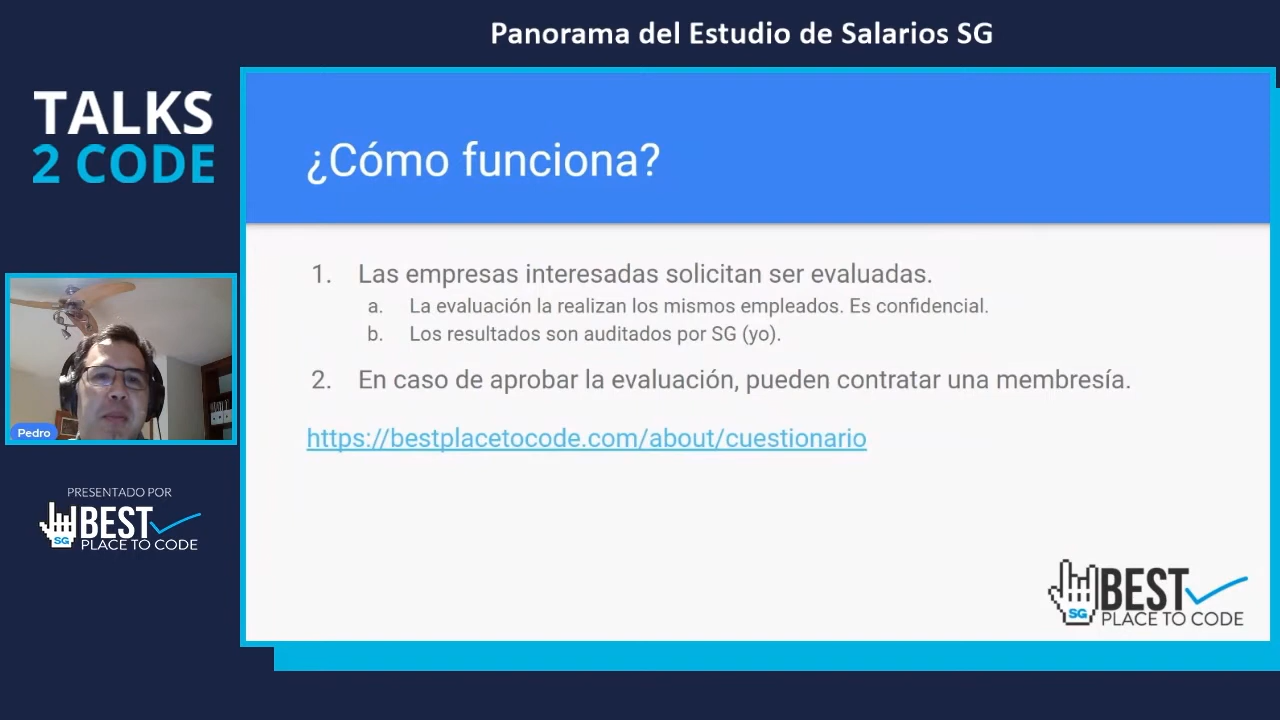 Panorama del Estudio de Salarios SG
TALKS
2 CODE
¿Cómo funciona?
1. Las empresas interesadas solicitan ser evaluadas.
a. La evaluación la realizan los mismos empleados. Es confidencial.
b. Los resultados son auditados por SG (yo).
2. En caso de aprobar la evaluación, pueden contratar una membresía.
https://bestplacetocode.com/about/cuestionario
Pedro
PRESENTADO POR
SG BEST
PLACE TO CODE
SG BEST
PLACE TO CODE